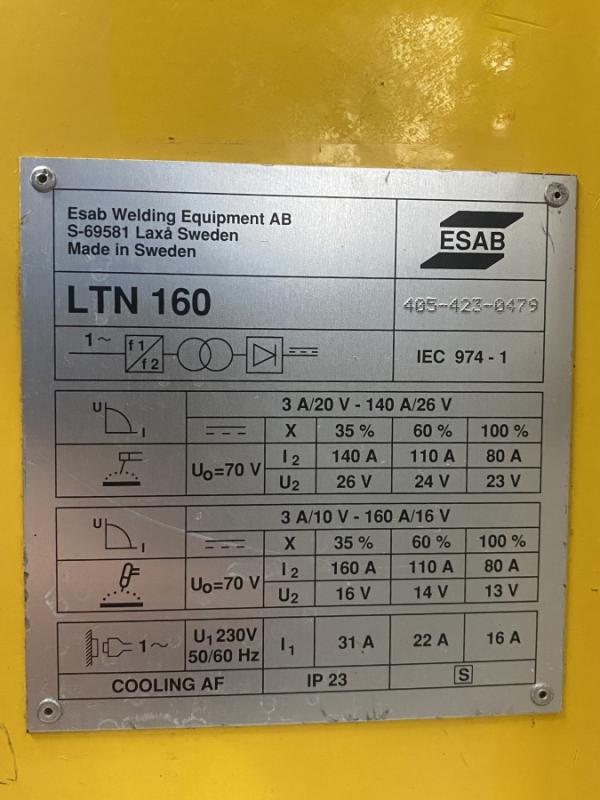 Esab Welding Equipment AB
S-69581 Laxå Sweden
Made in Sweden
ESAB
LTN 160
405-423-0479
1~ f1 f2
IEC 974-1
U I
3 A/20 V - 140 A/26 V
X 35 % 60 % 100 %
U₀=70 V
I₂ 140 A 110 A 80 A
U₂ 26 V 24 V 23 V
U I
3 A/10 V - 160 A/16 V
X 35 % 60 % 100 %
U₀=70 V
I₂ 160 A 110 A 80 A
U₂ 16 V 14 V 13 V
1~ U₁ 230V
50/60 Hz
I₁ 31 A 22 A 16 A
COOLING AF IP 23 S